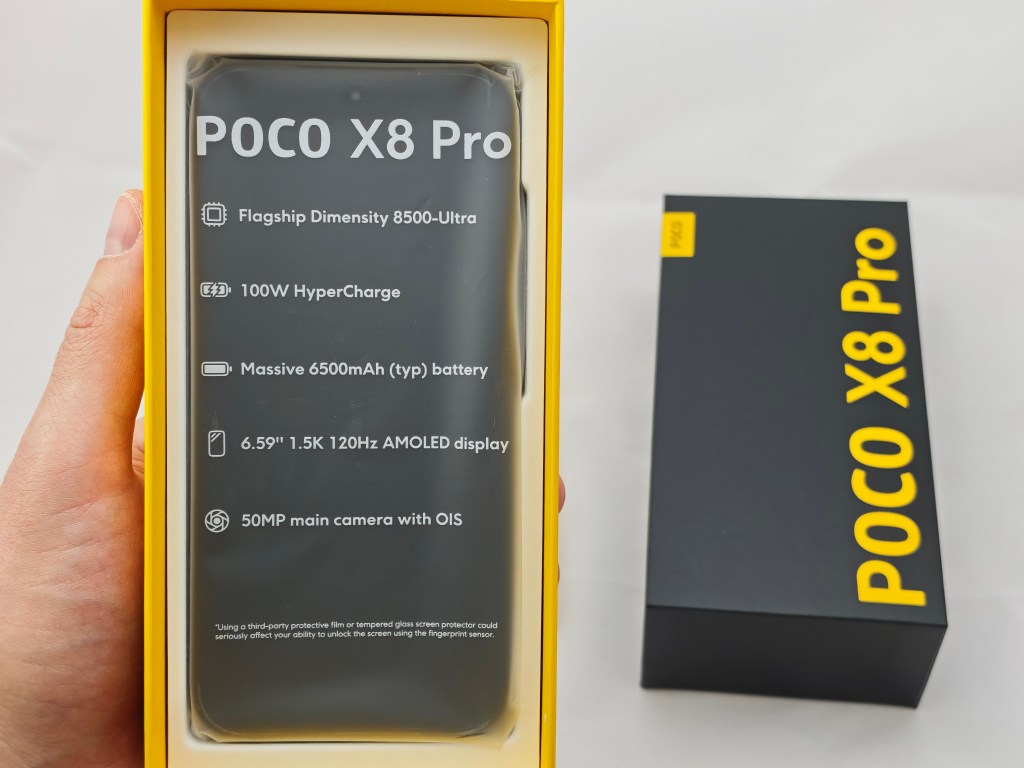 POCO X8 Pro
Flagship Dimensity 8500-Ultra
100W HyperCharge
Massive 6500mAh (typ) battery
6.59" 1.5K 120Hz AMOLED display
50MP main camera with OIS
*Using a third-party protective film or tempered glass screen protector could
seriously affect your ability to unlock the screen using the fingerprint sensor.
POCO
POCO X8 Pro